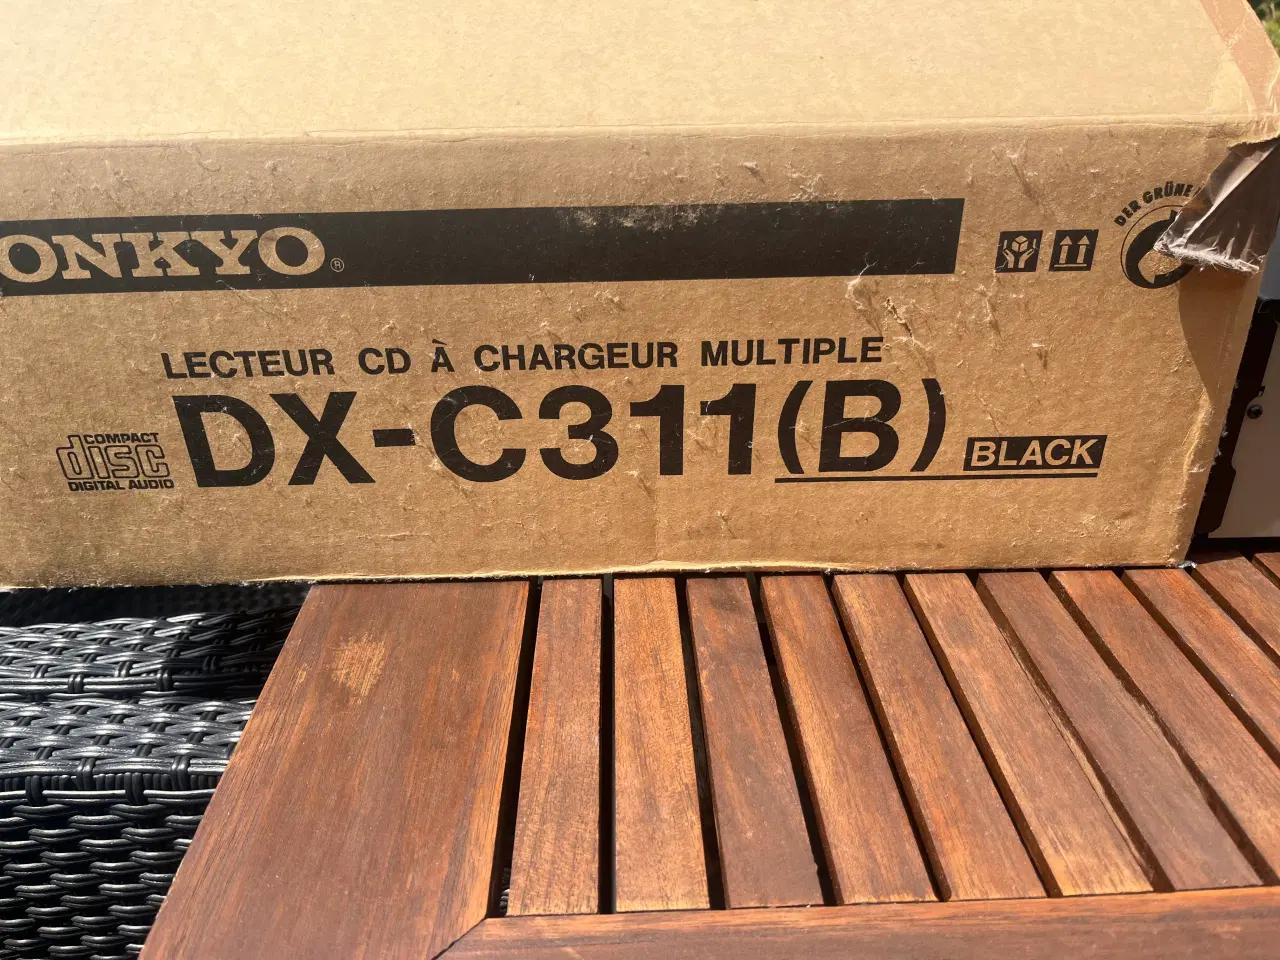 ONKYO®
DER GRÜNE
LECTEUR CD À CHARGEUR MULTIPLE
COMPACT
disc
DIGITAL AUDIO
DX-C311(B) BLACK